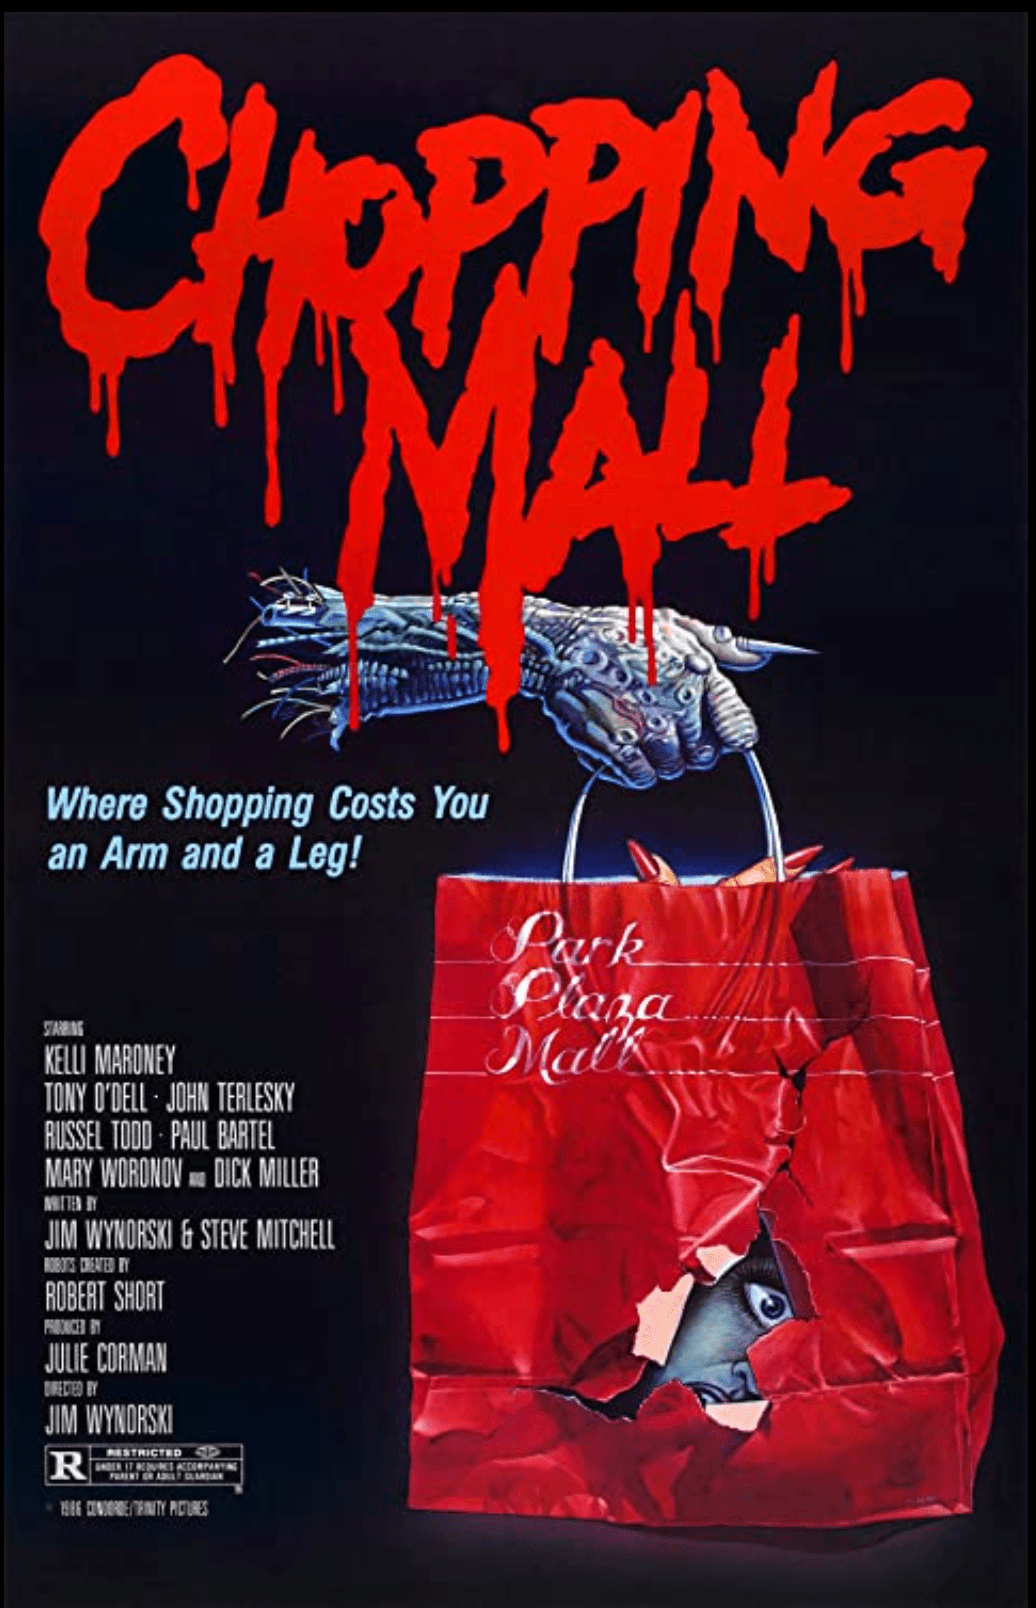 CHOPPING
MALL
Where Shopping Costs You
an Arm and a Leg!
Park
Plaza
Mall
STARRING
KELLI MARONEY
TONY O'DELL · JOHN TERLESKY
RUSSEL TODD · PAUL BARTEL
MARY WORONOV AND DICK MILLER
WRITTEN BY
JIM WYNORSKI & STEVE MITCHELL
ROBOTS CREATED BY
ROBERT SHORT
PRODUCED BY
JULIE CORMAN
DIRECTED BY
JIM WYNORSKI
R RESTRICTED
UNDER 17 REQUIRES ACCOMPANYING
PARENT OR ADULT GUARDIAN
1986 CONCORDE/TRINITY PICTURES